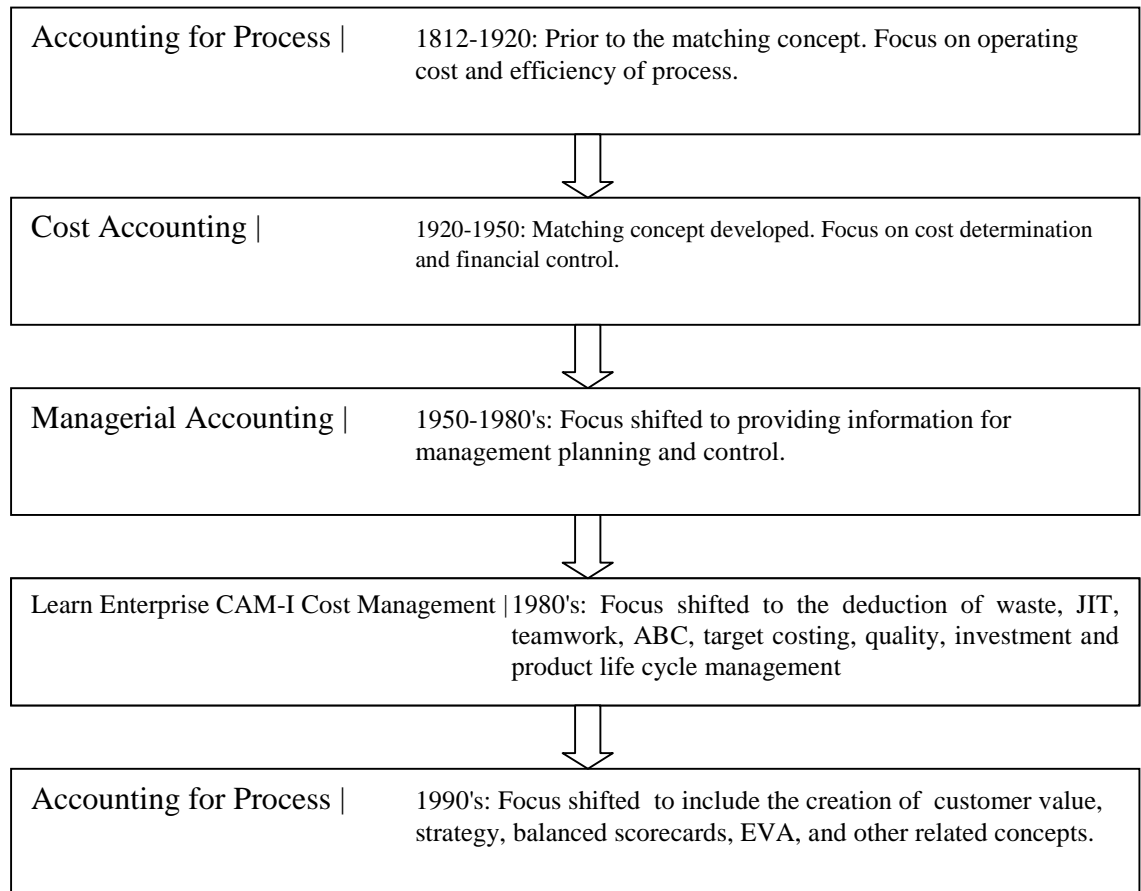 Accounting for Process | 1812-1920: Prior to the matching concept. Focus on operating
cost and efficiency of process.
Cost Accounting | 1920-1950: Matching concept developed. Focus on cost determination
and financial control.
Managerial Accounting | 1950-1980's: Focus shifted to providing information for
management planning and control.
Learn Enterprise CAM-I Cost Management | 1980's: Focus shifted to the deduction of waste, JIT,
teamwork, ABC, target costing, quality, investment and
product life cycle management
Accounting for Process | 1990's: Focus shifted to include the creation of customer value,
strategy, balanced scorecards, EVA, and other related concepts.